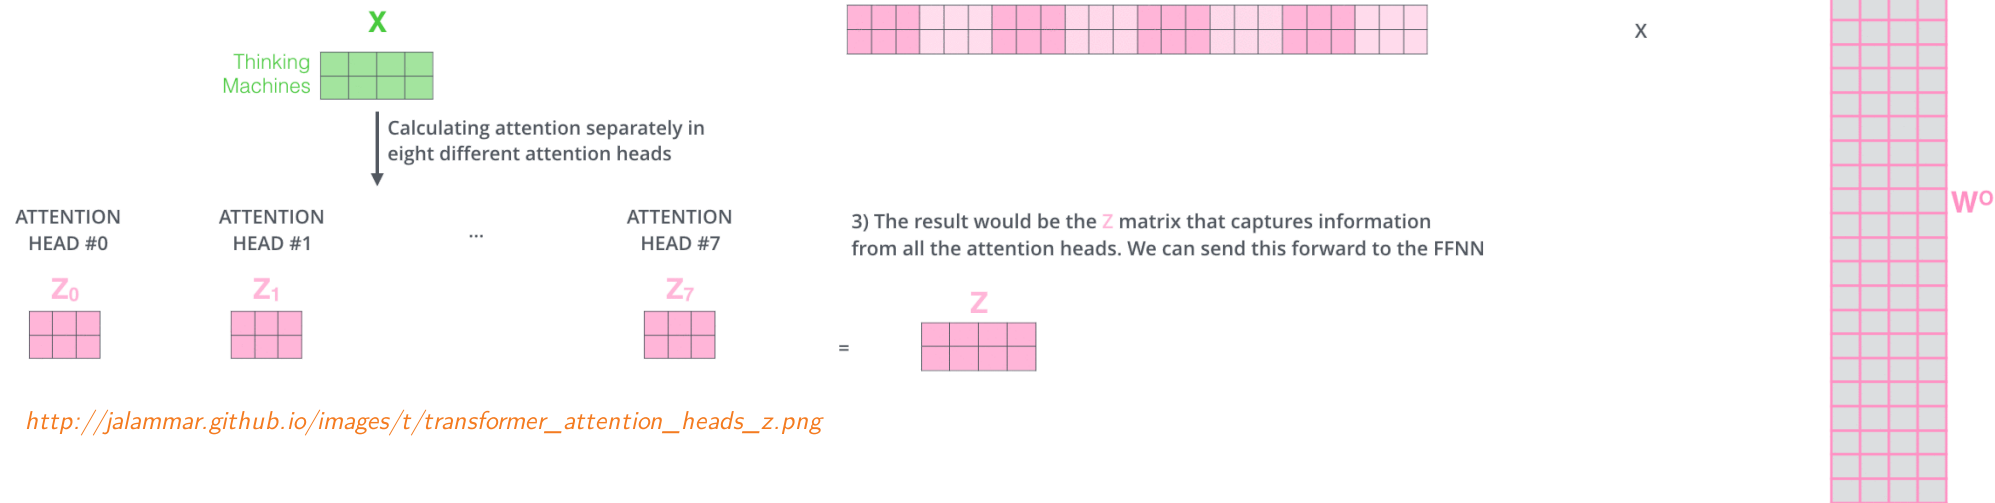 X
Thinking
Machines
Calculating attention separately in
eight different attention heads
ATTENTION
HEAD #0
ATTENTION
HEAD #1
...
ATTENTION
HEAD #7
Z0
Z1
Z7
http://jalammar.github.io/images/t/transformer_attention_heads_z.png
x
WO
3) The result would be the Z matrix that captures information
from all the attention heads. We can send this forward to the FFNN
Z
=